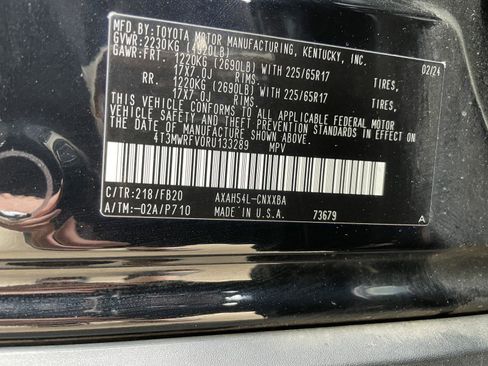 MFD.BY:TOYOTA MOTOR MANUFACTURING, KENTUCKY, INC.
GVWR: 2230KG (4920LB) 02/24
GAWR: FRT. 1220KG (2690LB) WITH 225/65R17 TIRES,
17X7.0J RIMS.
RR. 1220KG (2690LB) WITH 225/65R17 TIRES,
17X7.0J RIMS.
THIS VEHICLE CONFORMS TO ALL APPLICABLE FEDERAL MOTOR
VEHICLE SAFETY AND THEFT PREVENTION STANDARDS IN EFFECT
ON THE DATE OF MANUFACTURE SHOWN ABOVE.
4T3MWRFV0RU133289 MPV
C/TR:218/FB20 AXAH54L-CNXXBA
A/TM:-02A/P710 MADE IN U.S.A. 73679 A